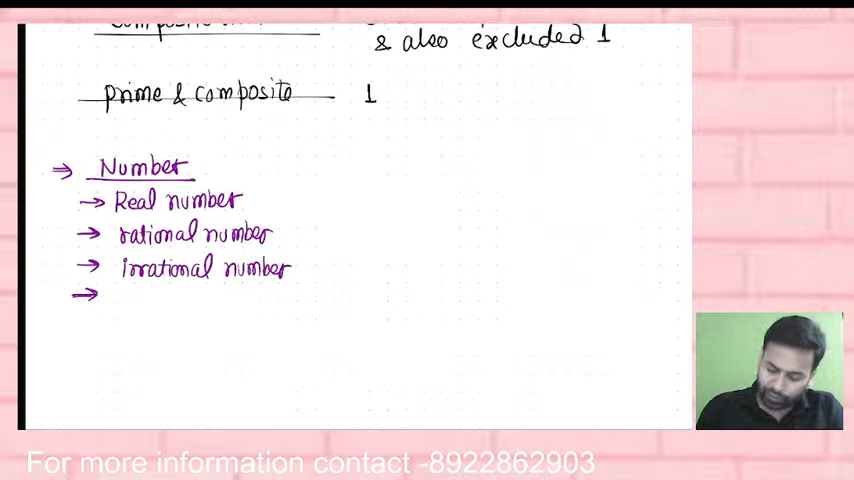 & also excluded 1
prime & composite 1
⇒ Number
→ Real number
→ rational number
→ irrational number
→
For more information contact -8922862903